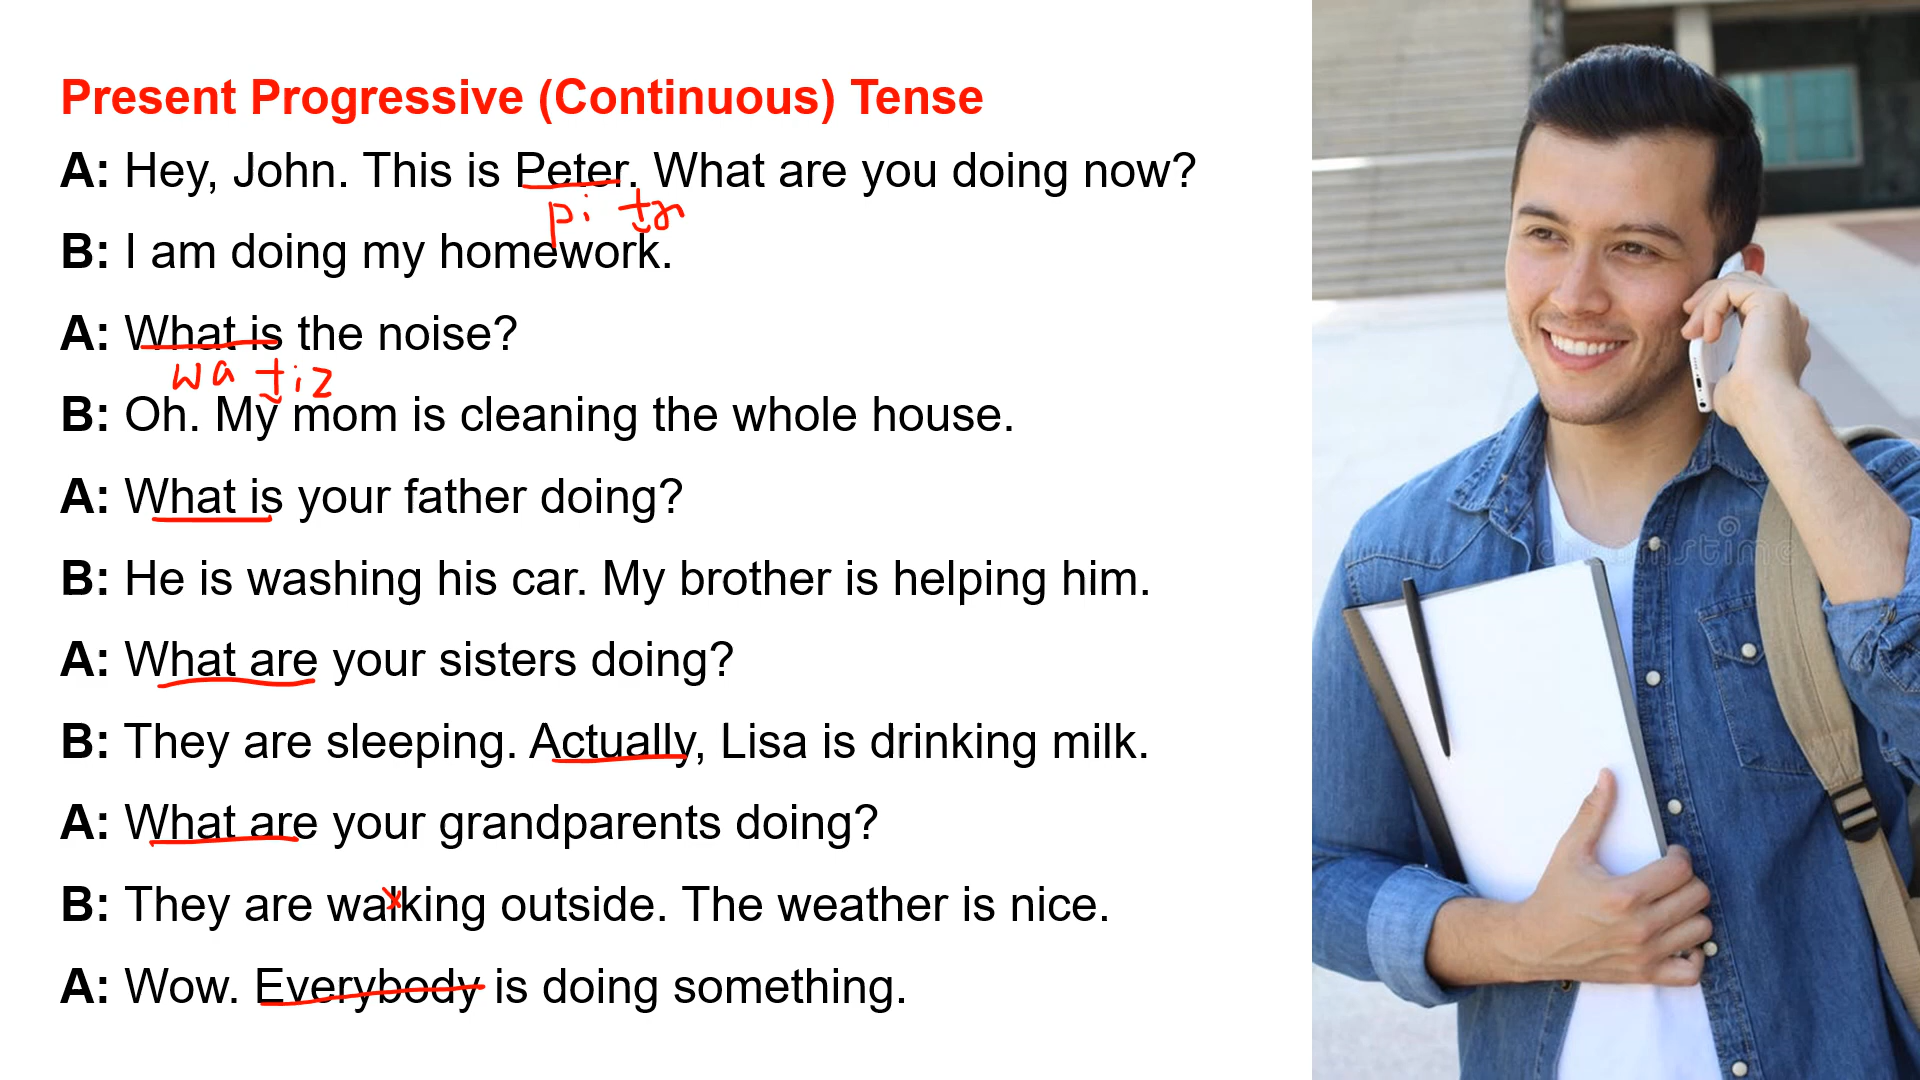 Present Progressive (Continuous) Tense
A: Hey, John. This is Peter. What are you doing now?
pi
B: I am doing my homework.
A: What is the noise?
wa tiz
B: Oh. My mom is cleaning the whole house.
A: What is your father doing?
B: He is washing his car. My brother is helping him.
A: What are your sisters doing?
B: They are sleeping. Actually, Lisa is drinking milk.
A: What are your grandparents doing?
B: They are walking outside. The weather is nice.
A: Wow. Everybody is doing something.
dreamstime